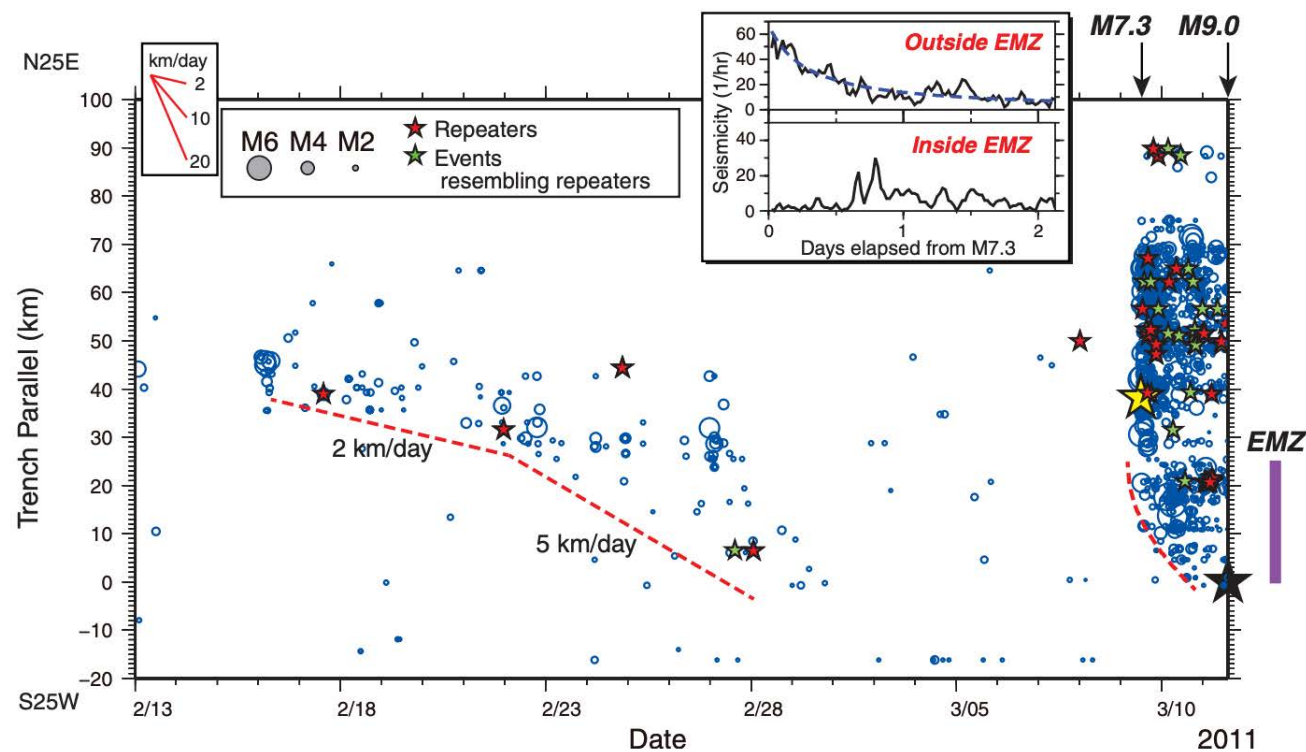 N25E
km/day
2
10
20
M6 M4 M2
Repeaters
Events
resembling repeaters
Seismicity (1/hr)
60
40
20
0
Outside EMZ
40
20
0
Inside EMZ
0 1 2
Days elapsed from M7.3
M7.3 M9.0
Trench Parallel (km)
100
90
80
70
60
50
40
30
20
10
0
−10
−20
2 km/day
5 km/day
EMZ
S25W
2/13 2/18 2/23 2/28 3/05 3/10
Date 2011